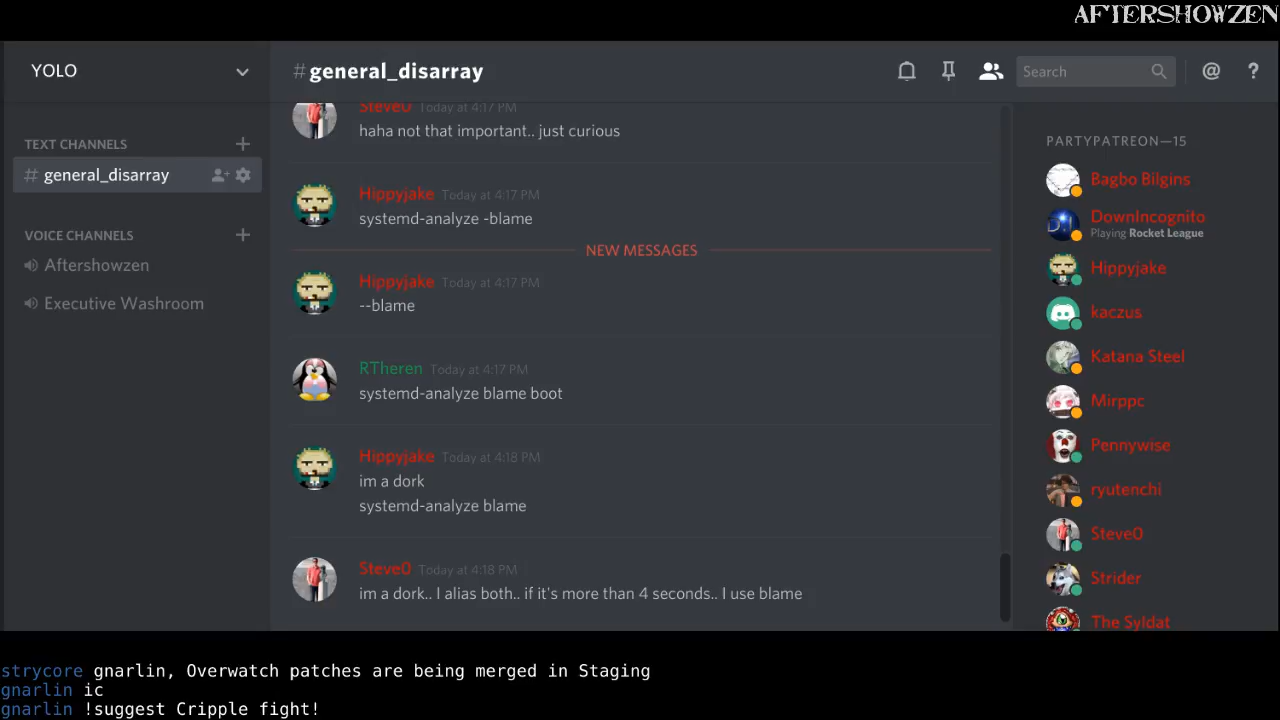 AFTERSHOWZEN
YOLO
# general_disarray
Search
@
?
TEXT CHANNELS
# general_disarray
VOICE CHANNELS
Aftershowzen
Executive Washroom
Steve0 Today at 4:17 PM
haha not that important.. just curious
Hippyjake Today at 4:17 PM
systemd-analyze -blame
NEW MESSAGES
Hippyjake Today at 4:17 PM
--blame
RTheren Today at 4:17 PM
systemd-analyze blame boot
Hippyjake Today at 4:18 PM
im a dork
systemd-analyze blame
Steve0 Today at 4:18 PM
im a dork.. I alias both.. if it's more than 4 seconds.. I use blame
PARTYPATREON—15
Bagbo Bilgins
DownIncognito
Playing Rocket League
Hippyjake
kaczus
Katana Steel
Mirppc
Pennywise
ryutenchi
Steve0
Strider
The Syldat
strycore gnarlin, Overwatch patches are being merged in Staging
gnarlin ic
gnarlin !suggest Cripple fight!